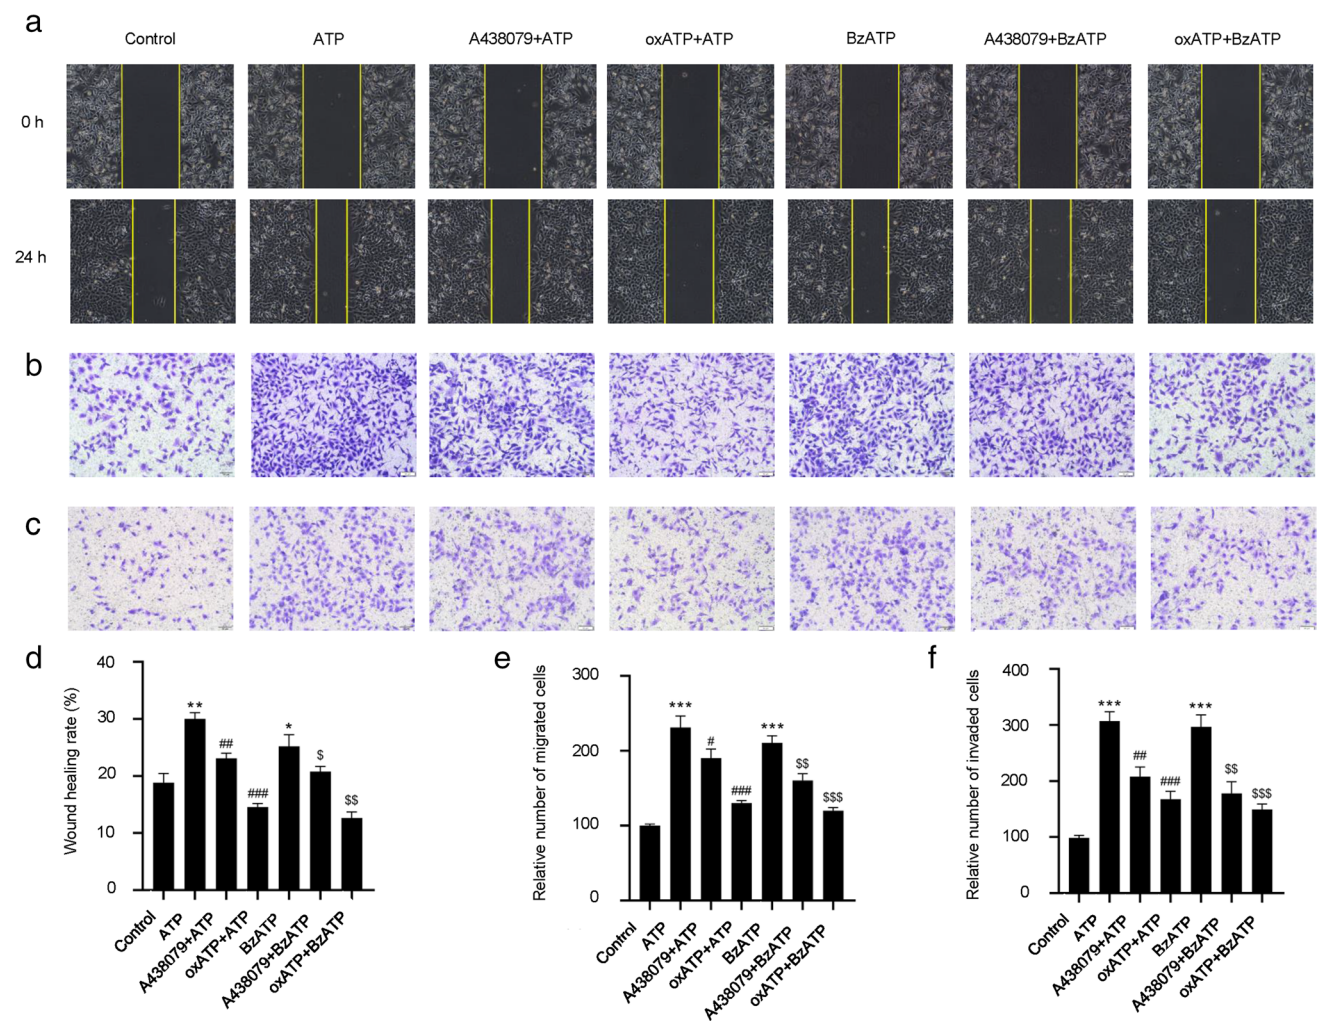 a
Control ATP A438079+ATP oxATP+ATP BzATP A438079+BzATP oxATP+BzATP
0 h
24 h
b
c
d
Wound healing rate (%)
40
30
20
10
0
** ## ### * $ $$
Control ATP A438079+ATP oxATP+ATP BzATP A438079+BzATP oxATP+BzATP
e
Relative number of migrated cells
300
200
100
0
*** # ### *** $$ $$$
Control ATP A438079+ATP oxATP+ATP BzATP A438079+BzATP oxATP+BzATP
f
Relative number of invaded cells
400
300
200
100
0
*** ## ### *** $$ $$$
Control ATP A438079+ATP oxATP+ATP BzATP A438079+BzATP oxATP+BzATP